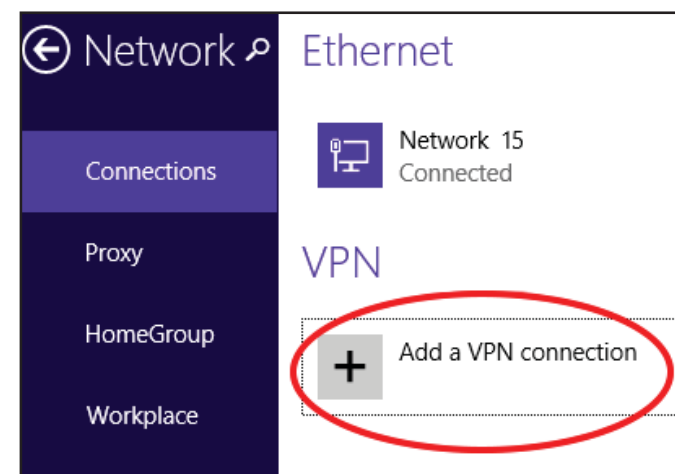 Network
Connections
Proxy
HomeGroup
Workplace
Ethernet
Network 15
Connected
VPN
Add a VPN connection